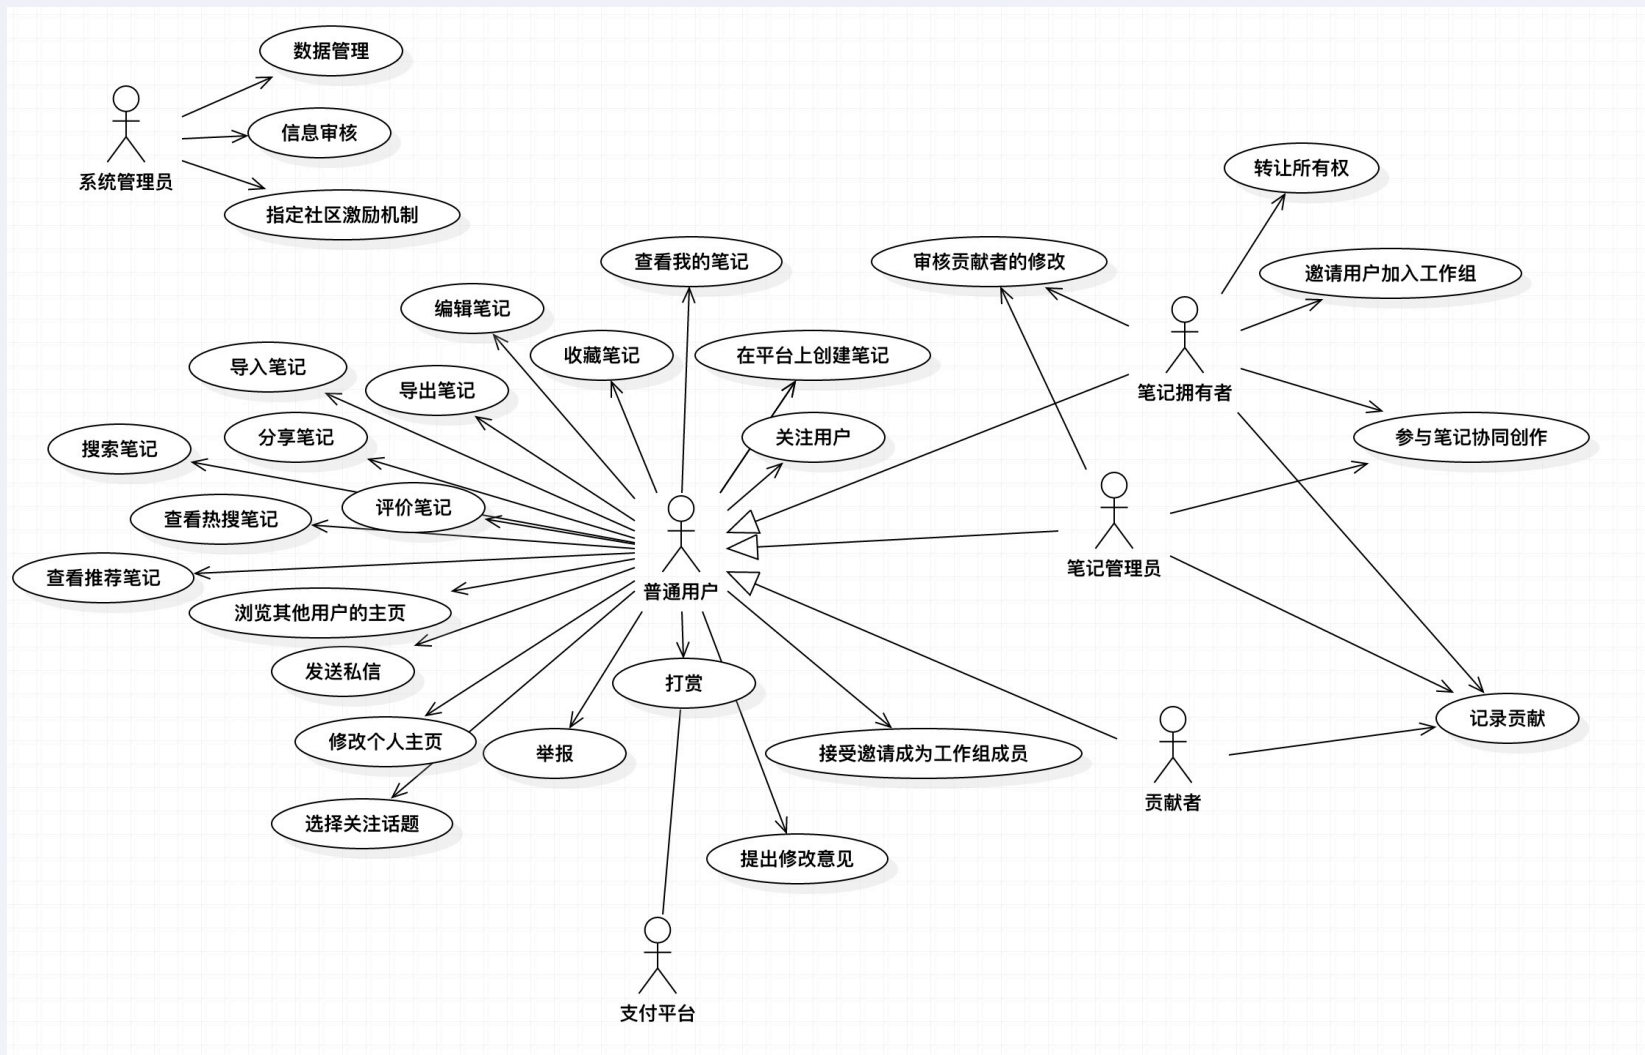 数据管理
信息审核
系统管理员
指定社区激励机制
转让所有权
查看我的笔记
审核贡献者的修改
邀请用户加入工作组
编辑笔记
收藏笔记
在平台上创建笔记
导入笔记
导出笔记
笔记拥有者
搜索笔记
分享笔记
关注用户
参与笔记协同创作
查看热搜笔记
评价笔记
查看推荐笔记
普通用户
笔记管理员
浏览其他用户的主页
发送私信
打赏
记录贡献
修改个人主页
举报
接受邀请成为工作组成员
贡献者
选择关注话题
提出修改意见
支付平台